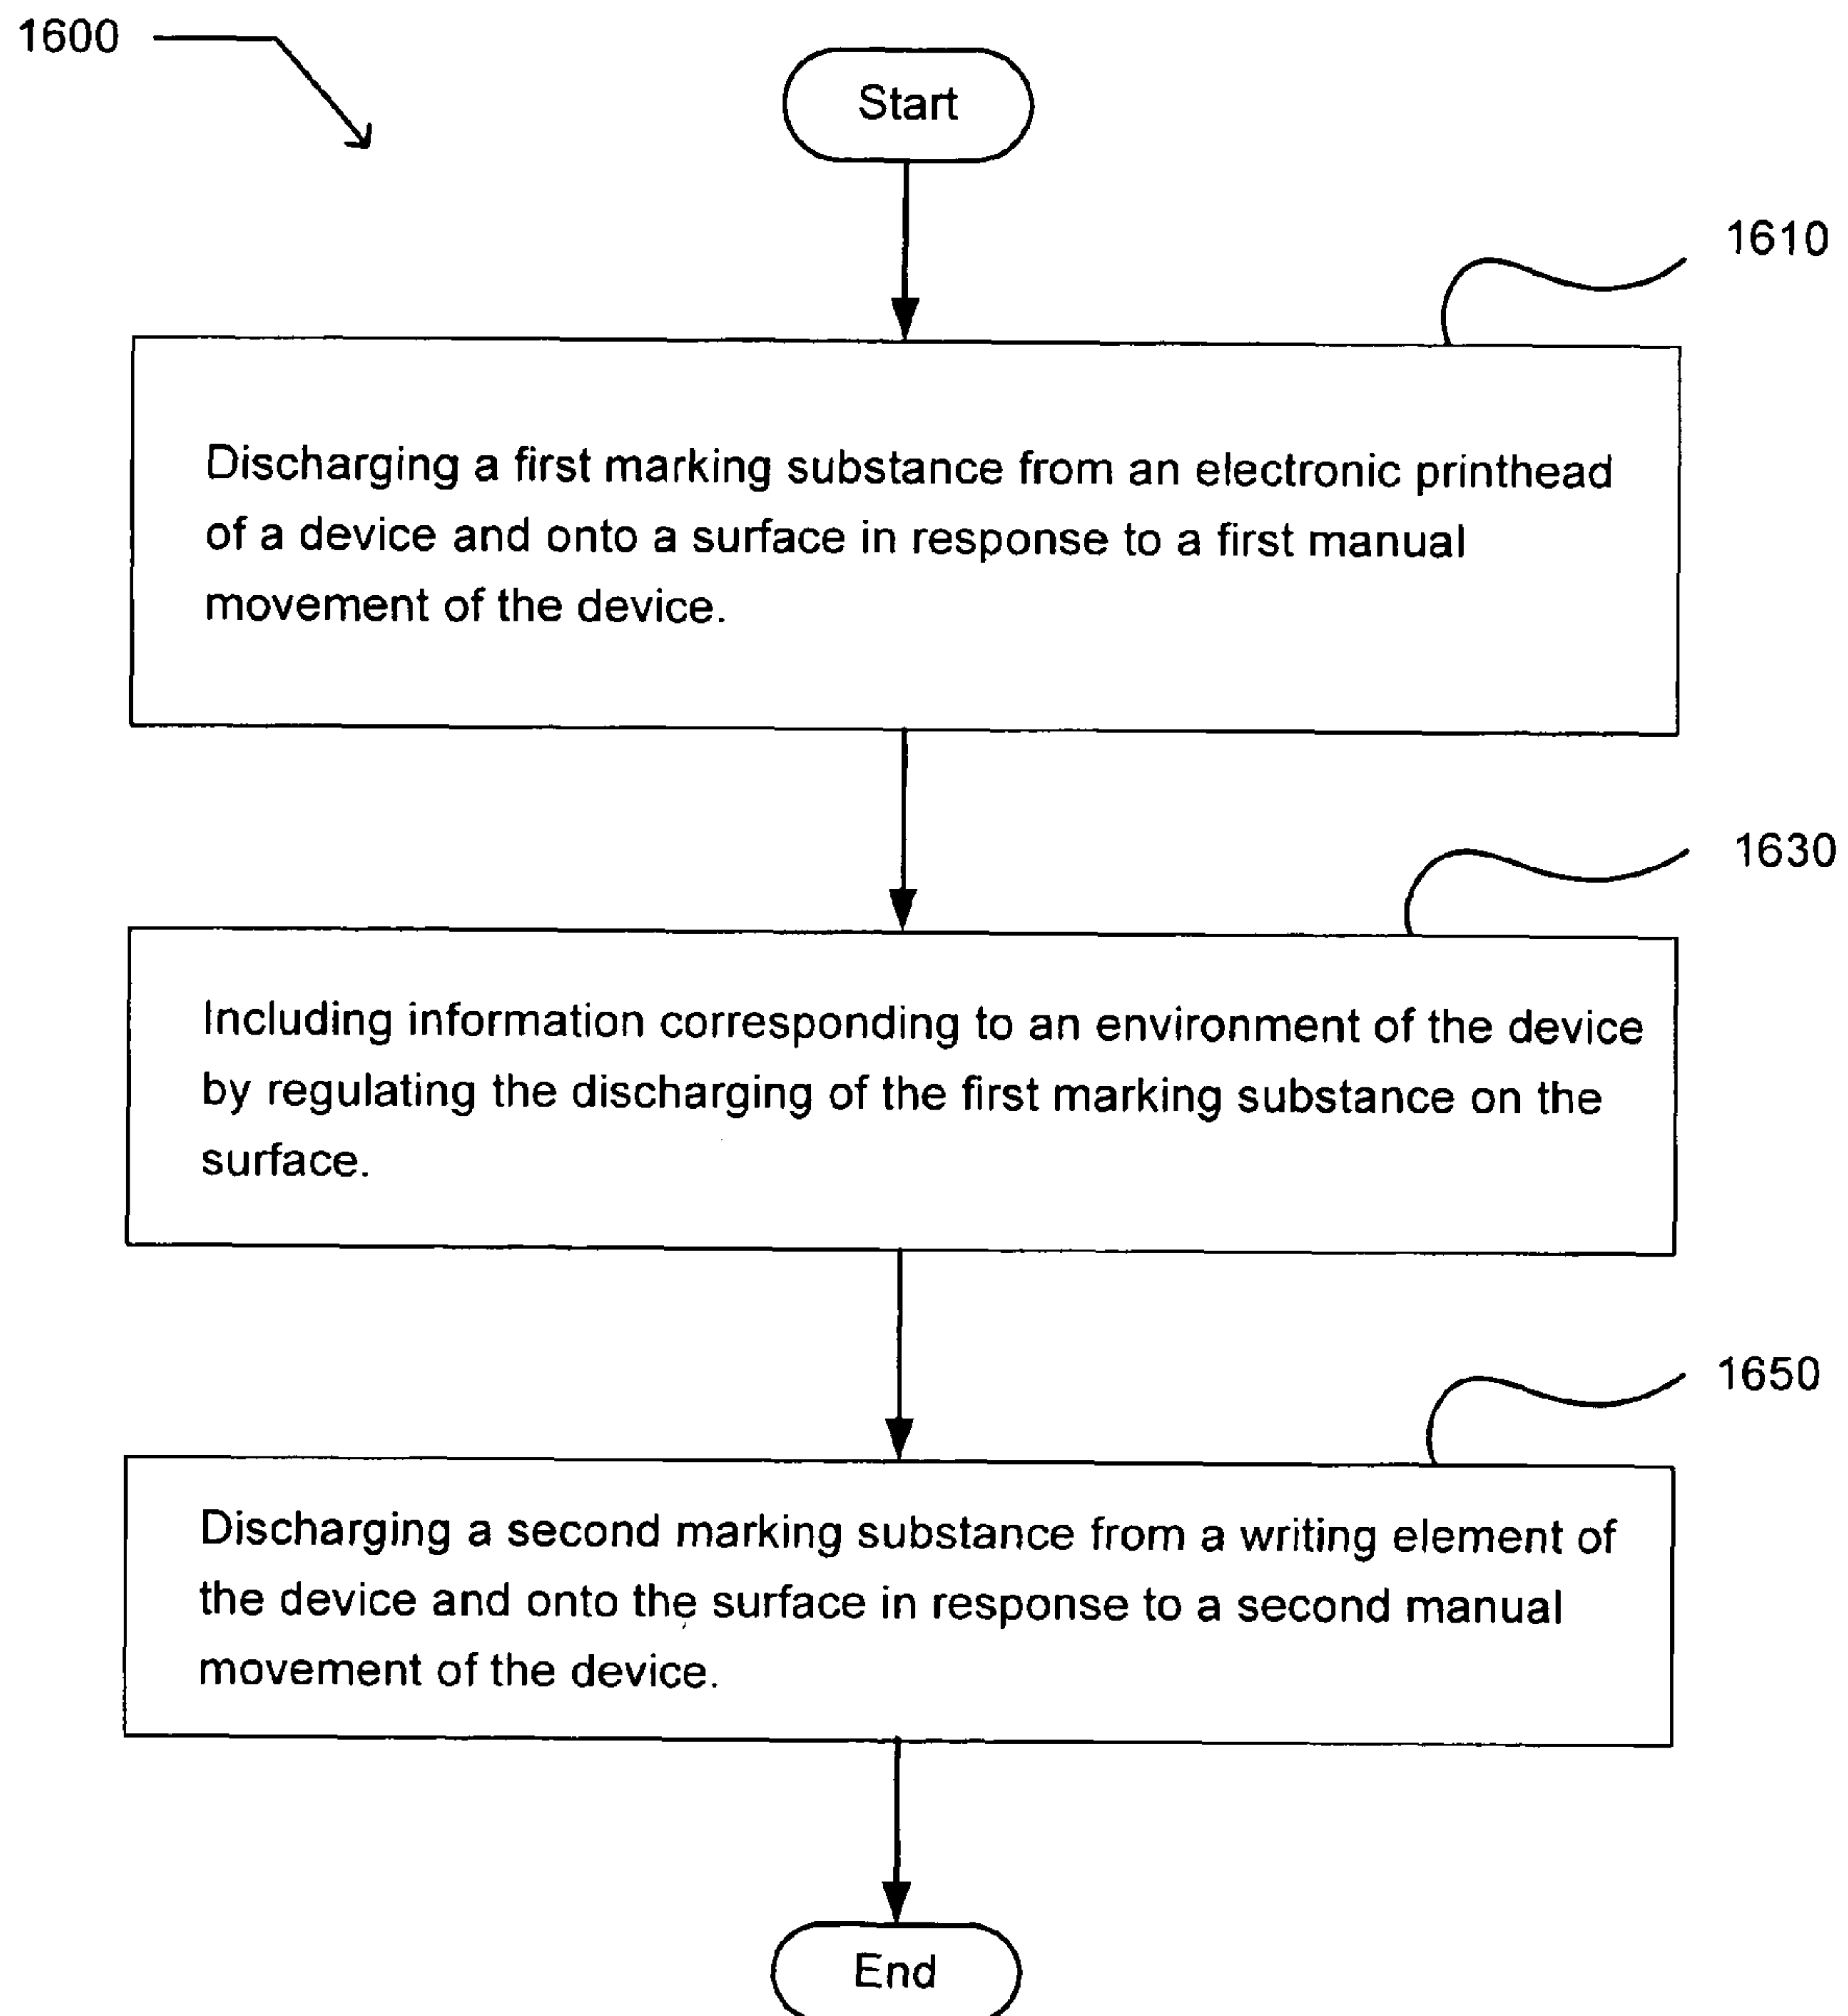 1600
Start
1610
Discharging a first marking substance from an electronic printhead
of a device and onto a surface in response to a first manual
movement of the device.
1630
Including information corresponding to an environment of the device
by regulating the discharging of the first marking substance on the
surface.
1650
Discharging a second marking substance from a writing element of
the device and onto the surface in response to a second manual
movement of the device.
End